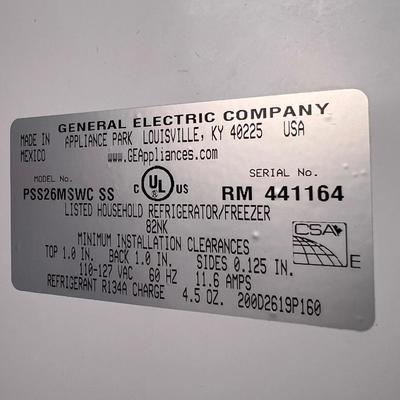 GENERAL ELECTRIC COMPANY
MADE IN MEXICO
APPLIANCE PARK LOUISVILLE, KY 40225 USA
www.GEAppliances.com
MODEL No.
PSS26MSWC SS
C UL US
SERIAL No.
RM 441164
LISTED HOUSEHOLD REFRIGERATOR/FREEZER
82NK
MINIMUM INSTALLATION CLEARANCES
TOP 1.0 IN. BACK 1.0 IN. SIDES 0.125 IN.
110-127 VAC 60 HZ 11.6 AMPS
REFRIGERANT R134A CHARGE 4.5 OZ. 200D2619P160
CSA
E